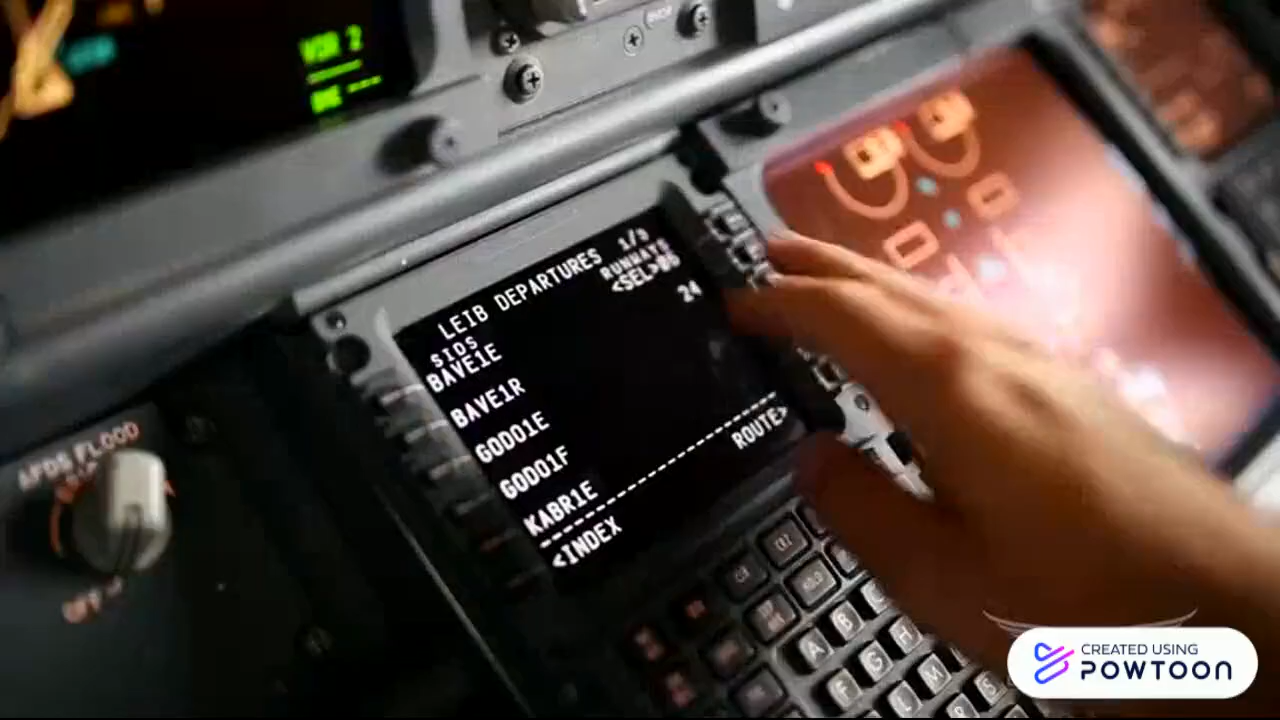 VOR 2
LEIB DEPARTURES 1/3
SIDS RUNWAYS
BAVE1E <SEL>06
BAVE1R 24
GODO1E
GODO1F
KABR1E
<INDEX ROUTE>
AFDS FLOOD
OFF
A
B
C
F
G
H
L
M
CREATED USING
POWTOON